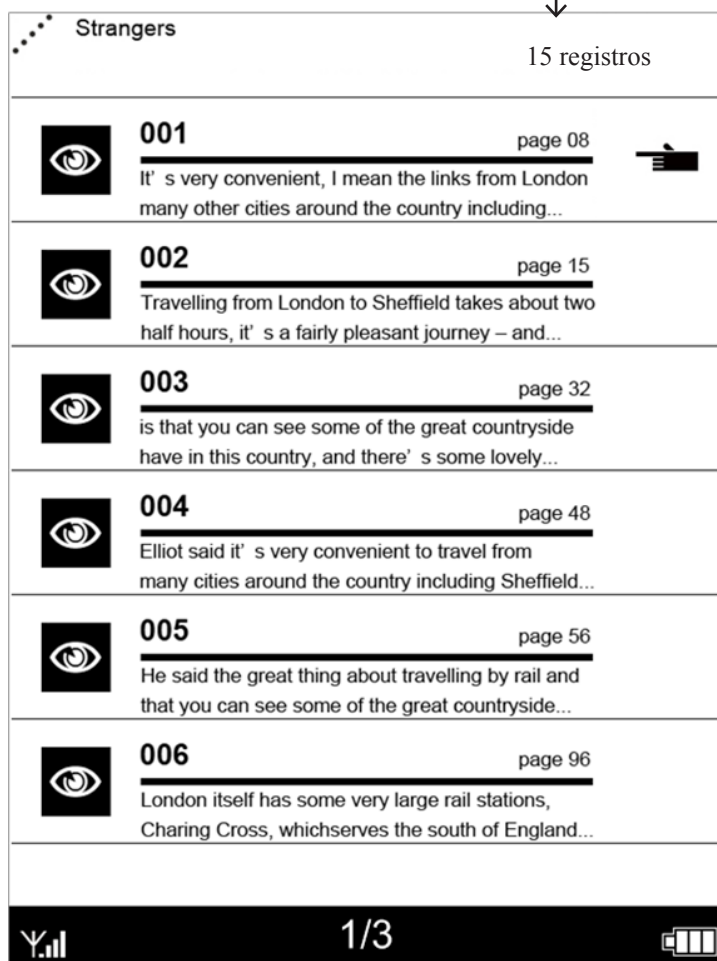 Strangers
15 registros
001
page 08
It' s very convenient, I mean the links from London
many other cities around the country including...
002
page 15
Travelling from London to Sheffield takes about two
half hours, it' s a fairly pleasant journey – and...
003
page 32
is that you can see some of the great countryside
have in this country, and there' s some lovely...
004
page 48
Elliot said it' s very convenient to travel from
many cities around the country including Sheffield...
005
page 56
He said the great thing about travelling by rail and
that you can see some of the great countryside...
006
page 96
London itself has some very large rail stations,
Charing Cross, whichserves the south of England...
1/3